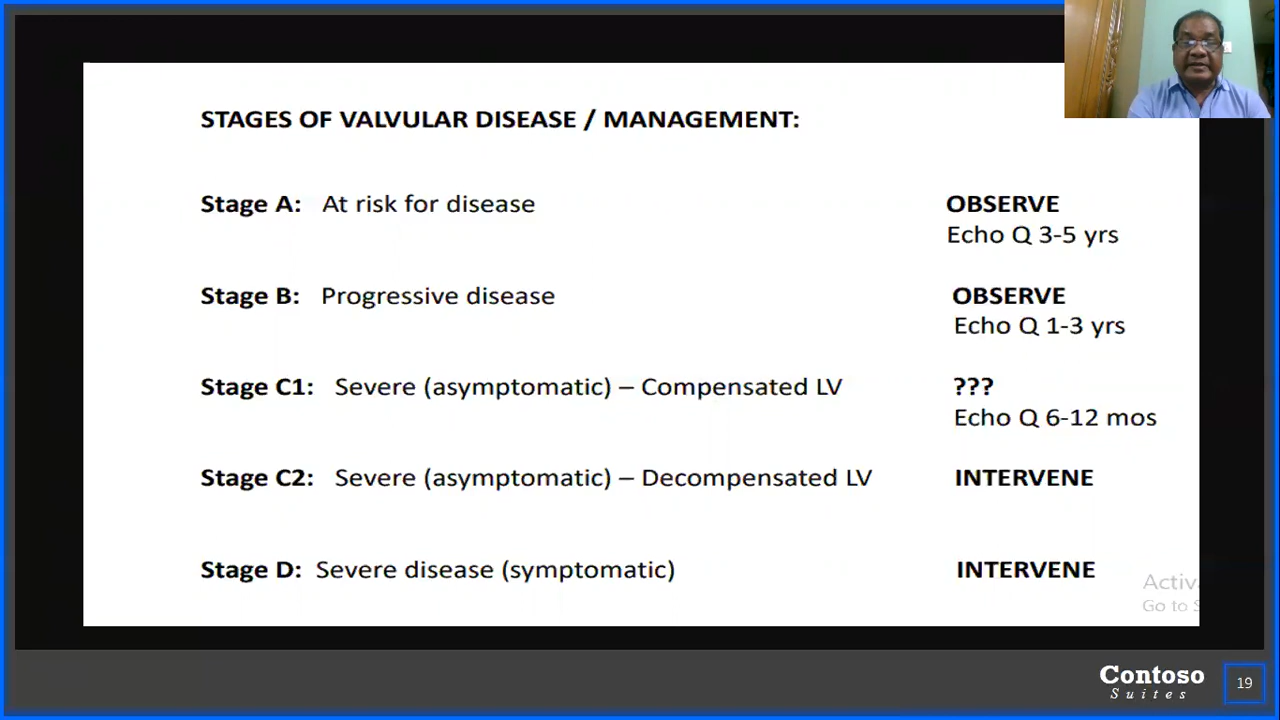 STAGES OF VALVULAR DISEASE / MANAGEMENT:
Stage A: At risk for disease OBSERVE
Echo Q 3-5 yrs
Stage B: Progressive disease OBSERVE
Echo Q 1-3 yrs
Stage C1: Severe (asymptomatic) – Compensated LV ???
Echo Q 6-12 mos
Stage C2: Severe (asymptomatic) – Decompensated LV INTERVENE
Stage D: Severe disease (symptomatic) INTERVENE
Go to
Contoso
Suites
19